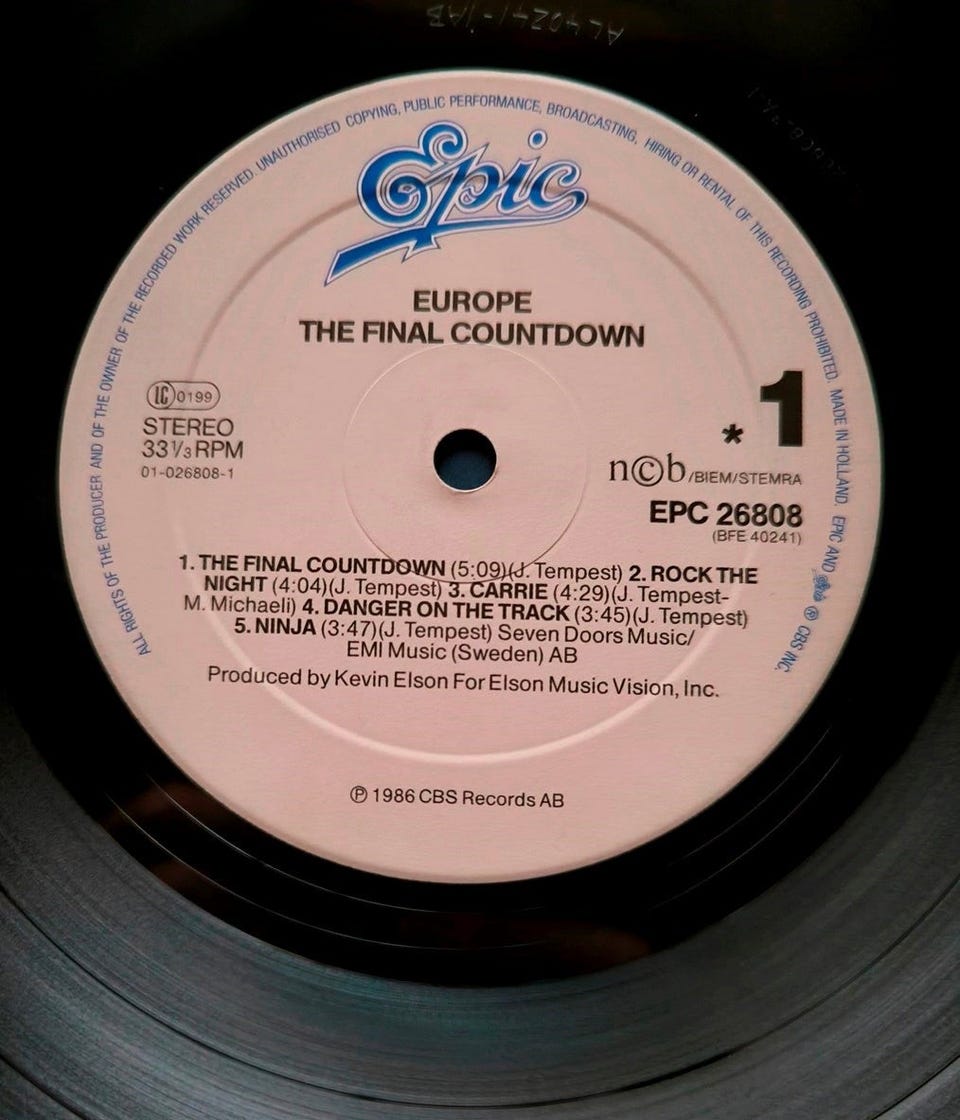 ALL RIGHTS OF THE PRODUCER AND OF THE OWNER OF THE RECORDED WORK RESERVED. UNAUTHORISED COPYING, PUBLIC PERFORMANCE, BROADCASTING, HIRING OR RENTAL OF THIS RECORDING PROHIBITED. MADE IN HOLLAND. EPIC AND Epic ℗ CBS INC.
Epic
EUROPE
THE FINAL COUNTDOWN
LC 0199
STEREO
33 1/3 RPM
01-026808-1
1
*
n©b/BIEM/STEMRA
EPC 26808
(BFE 40241)
1. THE FINAL COUNTDOWN (5:09)(J. Tempest) 2. ROCK THE
NIGHT (4:04)(J. Tempest) 3. CARRIE (4:29)(J. Tempest-
M. Michaeli) 4. DANGER ON THE TRACK (3:45)(J. Tempest)
5. NINJA (3:47)(J. Tempest) Seven Doors Music/
EMI Music (Sweden) AB
Produced by Kevin Elson For Elson Music Vision, Inc.
℗ 1986 CBS Records AB